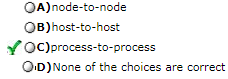 A)node-to-node
B)host-to-host
C)process-to-process
D)None of the choices are correct